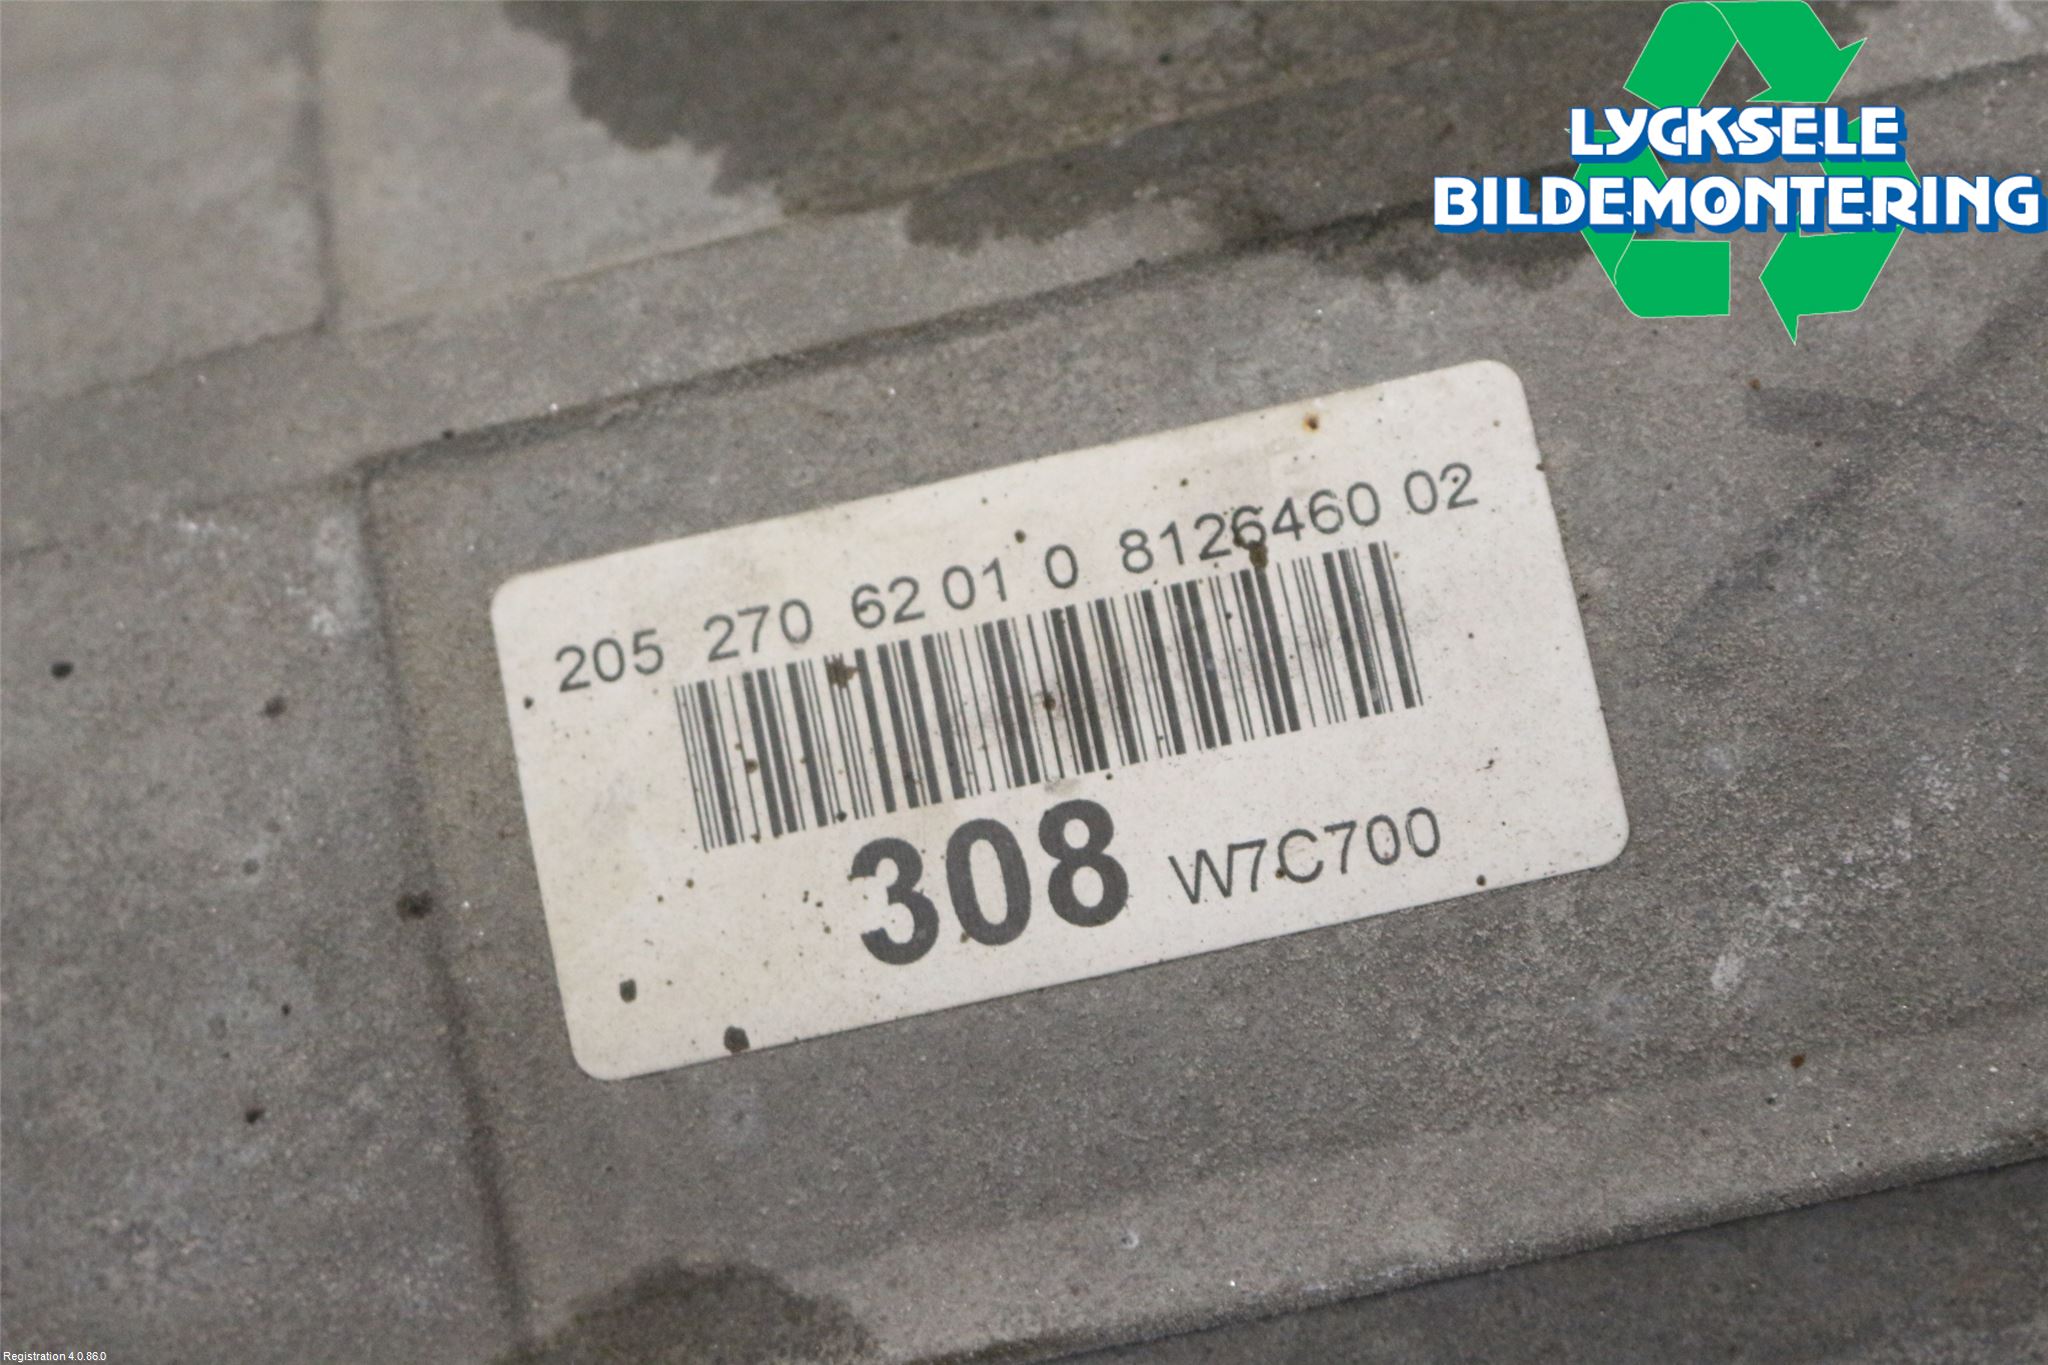 LYCKSELE
BILDEMONTERING
205 270 62 01 0 8126460 02
308 W7C700
Registration 4.0.86.0